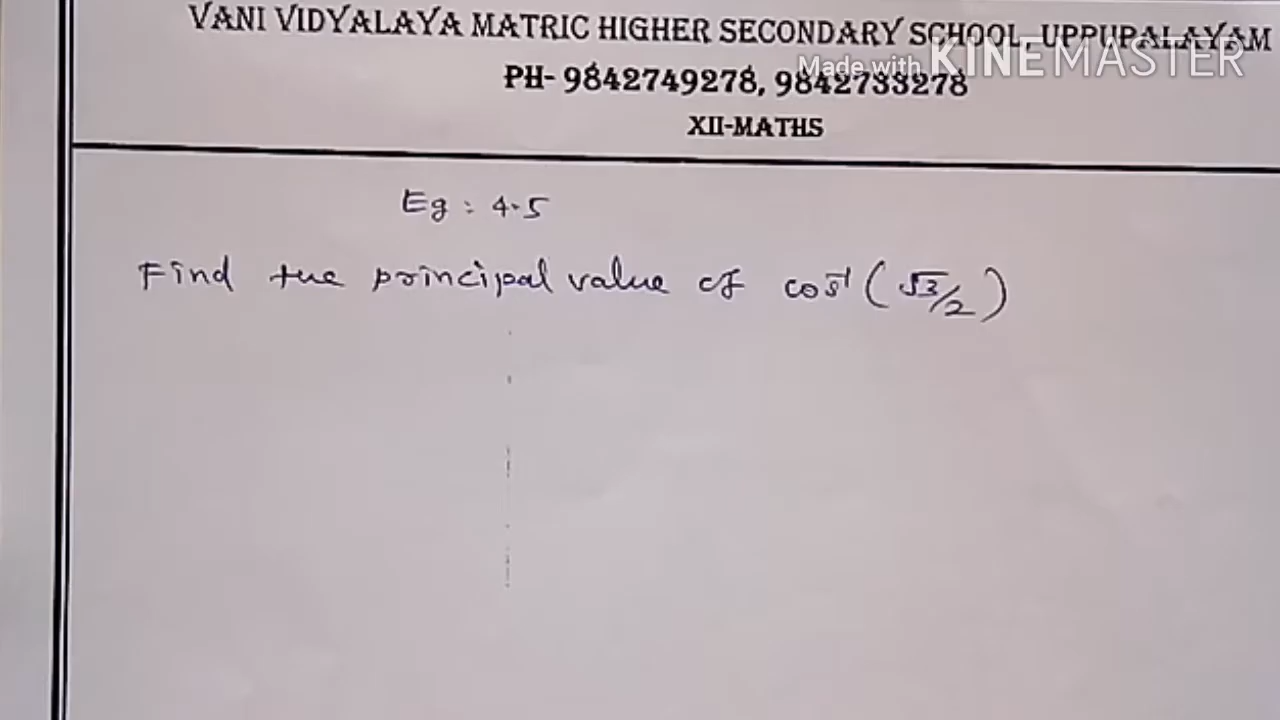 VANI VIDYALAYA MATRIC HIGHER SECONDARY SCHOOL, UPPUPALAYAM
Made with KINEMASTER
PH- 9842749278, 9842733278
XII-MATHS
Eg : 4.5
Find the principal value of cos⁻¹ (√3/2)